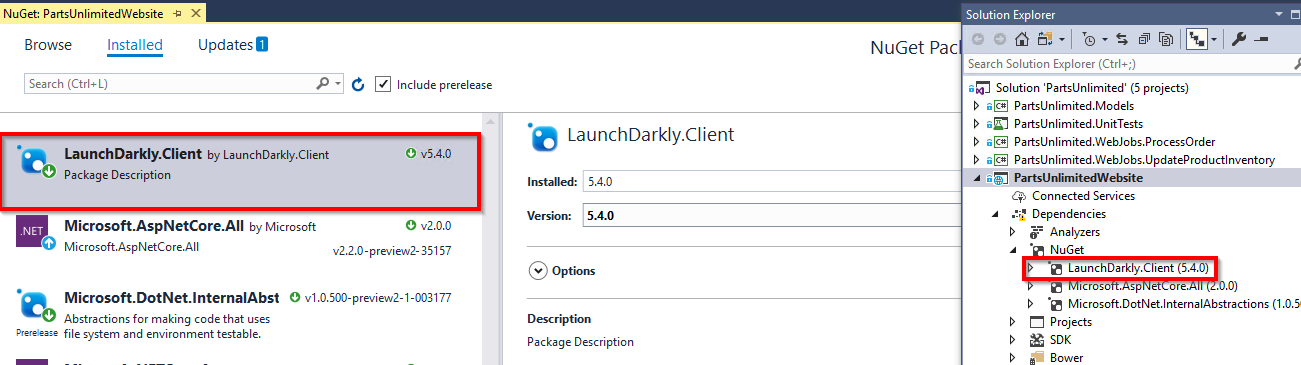 NuGet: PartsUnlimitedWebsite
Browse Installed Updates 1
NuGet Pac
Search (Ctrl+L)
Include prerelease
LaunchDarkly.Client by LaunchDarkly.Client v5.4.0
Package Description
.NET
Microsoft.AspNetCore.All by Microsoft v2.0.0
Microsoft.AspNetCore.All v2.2.0-preview2-35157
Microsoft.DotNet.InternalAbst v1.0.500-preview2-1-003177
Abstractions for making code that uses
file system and environment testable.
Prerelease
LaunchDarkly.Client
Installed: 5.4.0
Version: 5.4.0
Options
Description
Package Description
Solution Explorer
Search Solution Explorer (Ctrl+;)
Solution 'PartsUnlimited' (5 projects)
C# PartsUnlimited.Models
PartsUnlimited.UnitTests
C# PartsUnlimited.WebJobs.ProcessOrder
C# PartsUnlimited.WebJobs.UpdateProductInventory
PartsUnlimitedWebsite
Connected Services
Dependencies
Analyzers
NuGet
LaunchDarkly.Client (5.4.0)
Microsoft.AspNetCore.All (2.0.0)
Microsoft.DotNet.InternalAbstractions (1.0.50
Projects
SDK
Bower